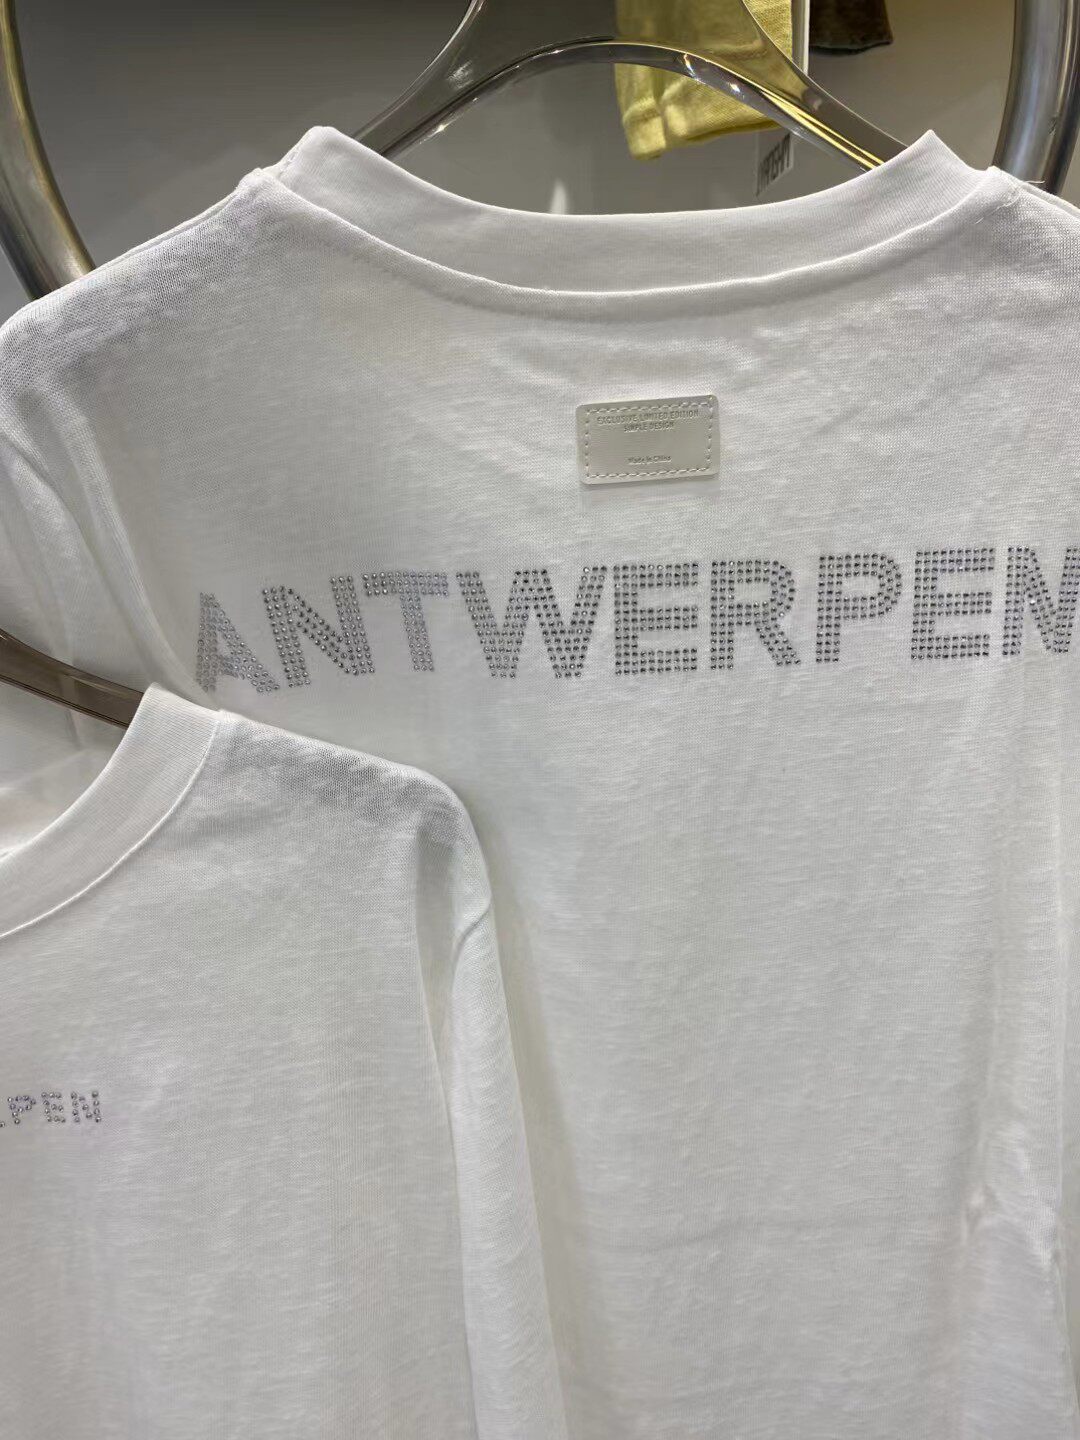 EXCLUSIVE LIMITED EDITION
SIMPLE DESIGN
Made in China
ANTWERPEN
PEN